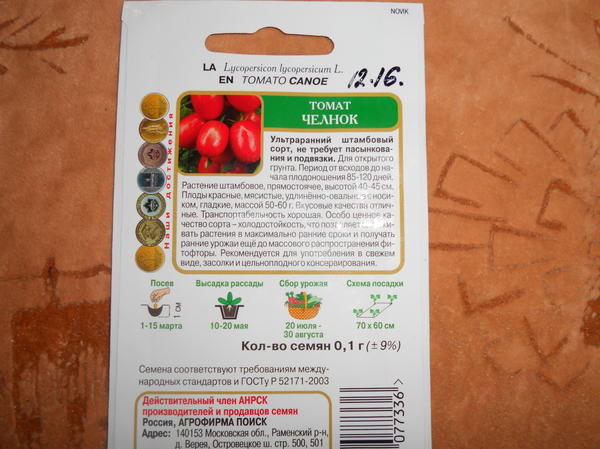 NOVIK
LA Lycopersicon lycopersicum L.
EN TOMATO CANOE
12.16.
ТОМАТ
ЧЕЛНОК
Наши достижения
Ультраранний штамбовый
сорт, не требует пасынкова-
ния и подвязки. Для открытого
грунта. Период от всходов до на-
чала плодоношения 85-120 дней.
Растение штамбовое, прямостоячее, высотой 40-45 см.
Плоды красные, мясистые, удлинённо-овальные с носи-
ком, гладкие, массой 50-60 г. Вкусовые качества отлич-
ные. Транспортабельность хорошая. Особо ценное ка-
чество сорта – холодостойкость, что позволяет
вать растения в максимально ранние сроки и получать
ранние урожаи ещё до массового распространения фи-
тофторы. Рекомендуется для употребления в свежем
виде, засолки и цельноплодного консервирования.
Посев Высадка рассады Сбор урожая Схема посадки
1 см
1-15 марта 10-20 мая 20 июля - 70 х 60 см
30 августа
Кол-во семян 0,1 г (±9%)
Семена соответствуют требованиям между-
народных стандартов и ГОСТу Р 52171-2003
Действительный член АНРСК
производителей и продавцов семян
Россия, АГРОФИРМА ПОИСК
Адрес: 140153 Московская обл., Раменский р-н,
д. Верея, Островецкое ш. стр. 500, 501
077336